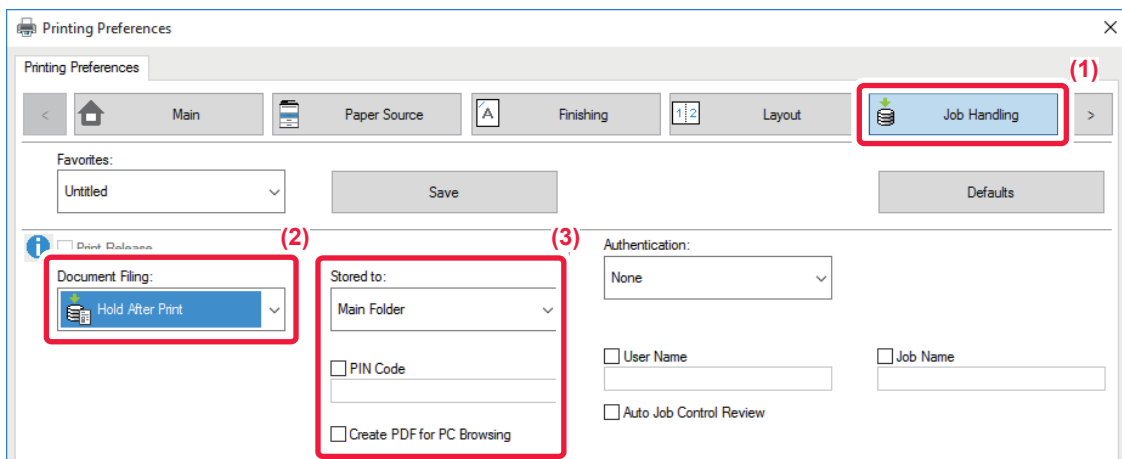 Printing Preferences
Printing Preferences
(1)
< Main Paper Source A Finishing 1 2 Layout Job Handling >
Favorites:
Untitled Save Defaults
Print Release (2) (3) Authentication:
Document Filing: Stored to: None
Hold After Print Main Folder
PIN Code User Name Job Name
Auto Job Control Review
Create PDF for PC Browsing